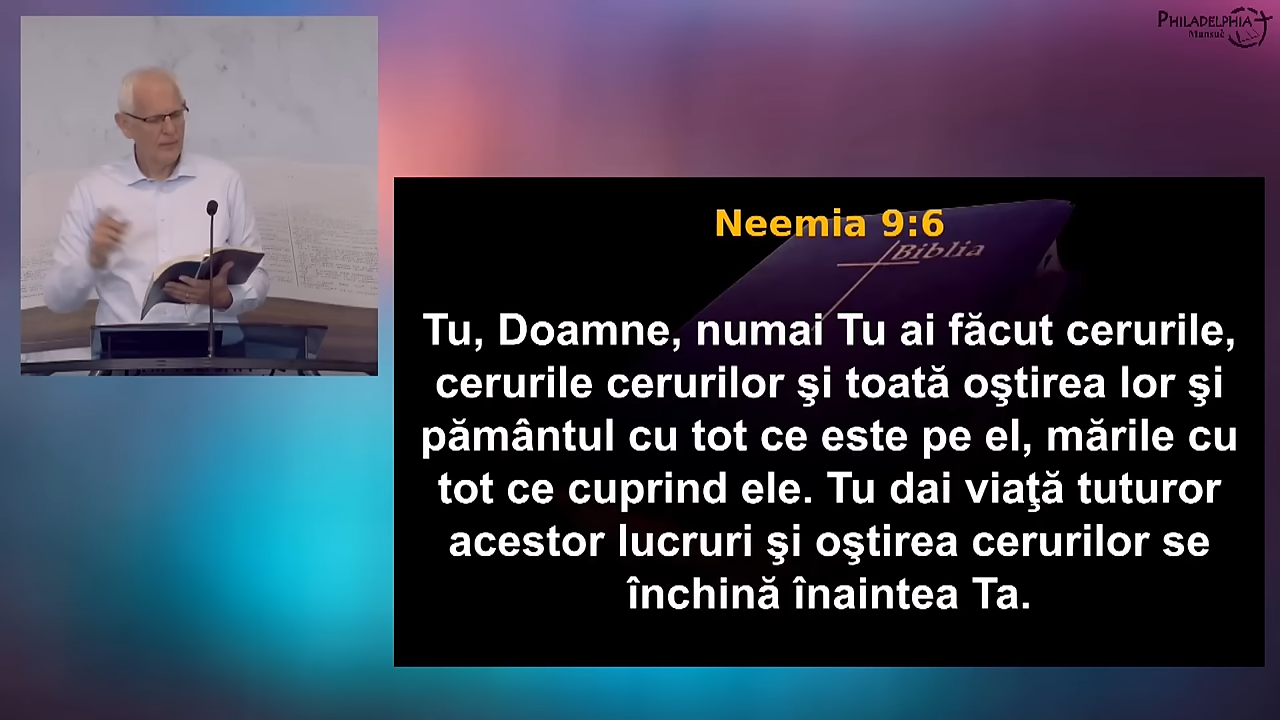 PHILADELPHIA
Mansuè
Neemia 9:6
Biblia
Tu, Doamne, numai Tu ai făcut cerurile,
cerurile cerurilor şi toată oştirea lor şi
pământul cu tot ce este pe el, mările cu
tot ce cuprind ele. Tu dai viaţă tuturor
acestor lucruri şi oştirea cerurilor se
închină înaintea Ta.